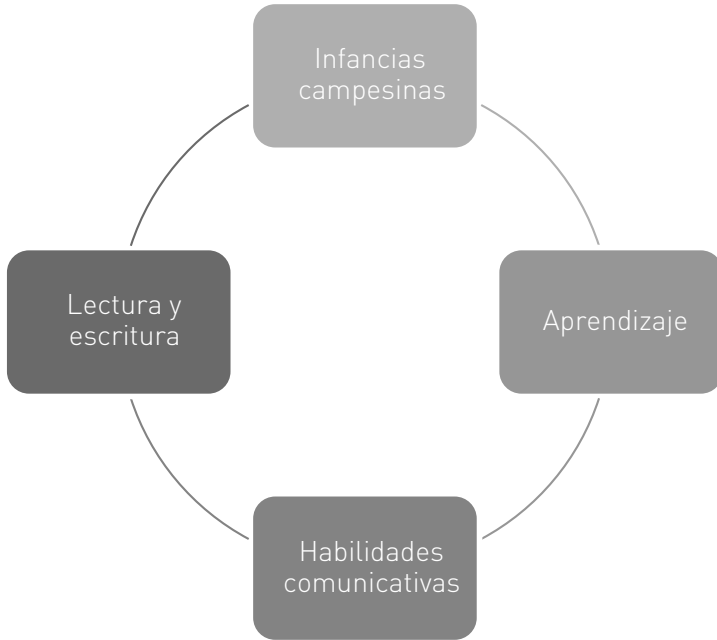 Infancias
campesinas
Aprendizaje
Habilidades
comunicativas
Lectura y
escritura